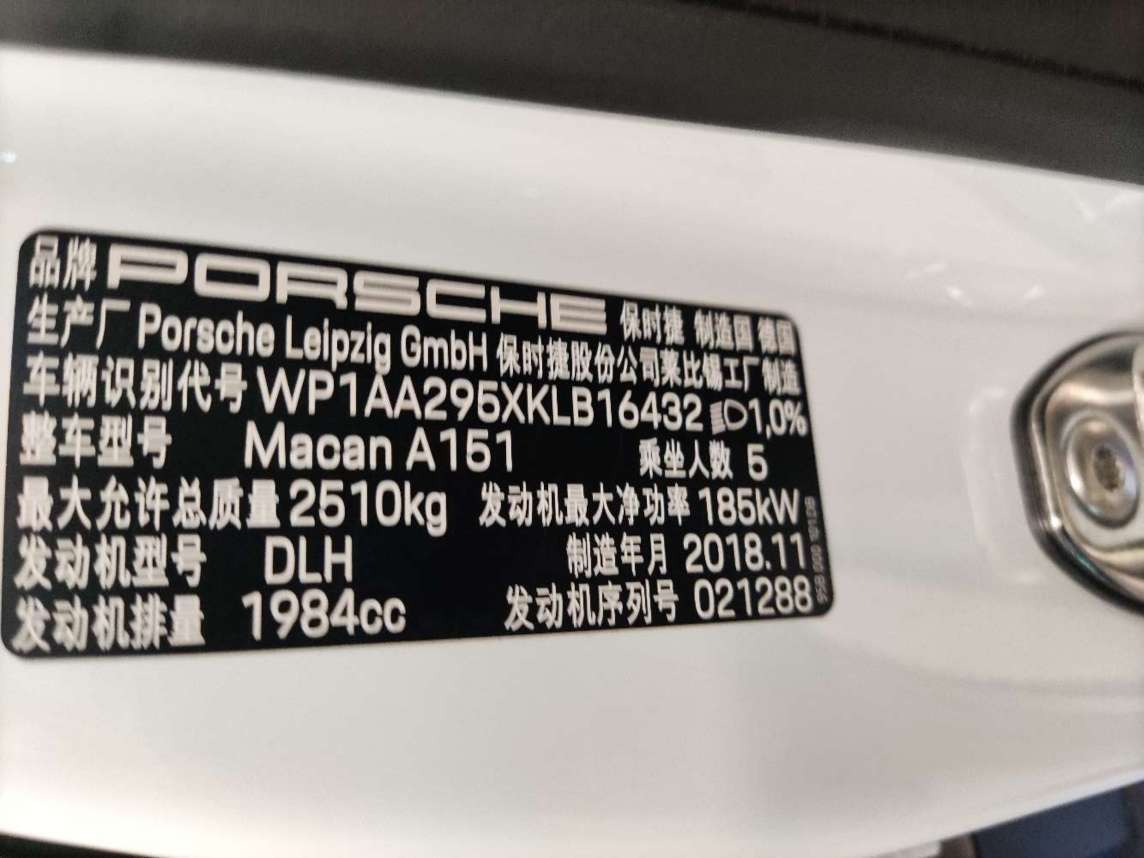 品牌 PORSCHE 保时捷 制造国 德国
生产厂 Porsche Leipzig GmbH 保时捷股份公司莱比锡工厂制造
车辆识别代号 WP1AA295XKLB16432 1,0%
整车型号 Macan A151 乘坐人数 5
最大允许总质量 2510kg 发动机最大净功率 185kW
发动机型号 DLH 制造年月 2018.11
发动机排量 1984cc 发动机序列号 021288